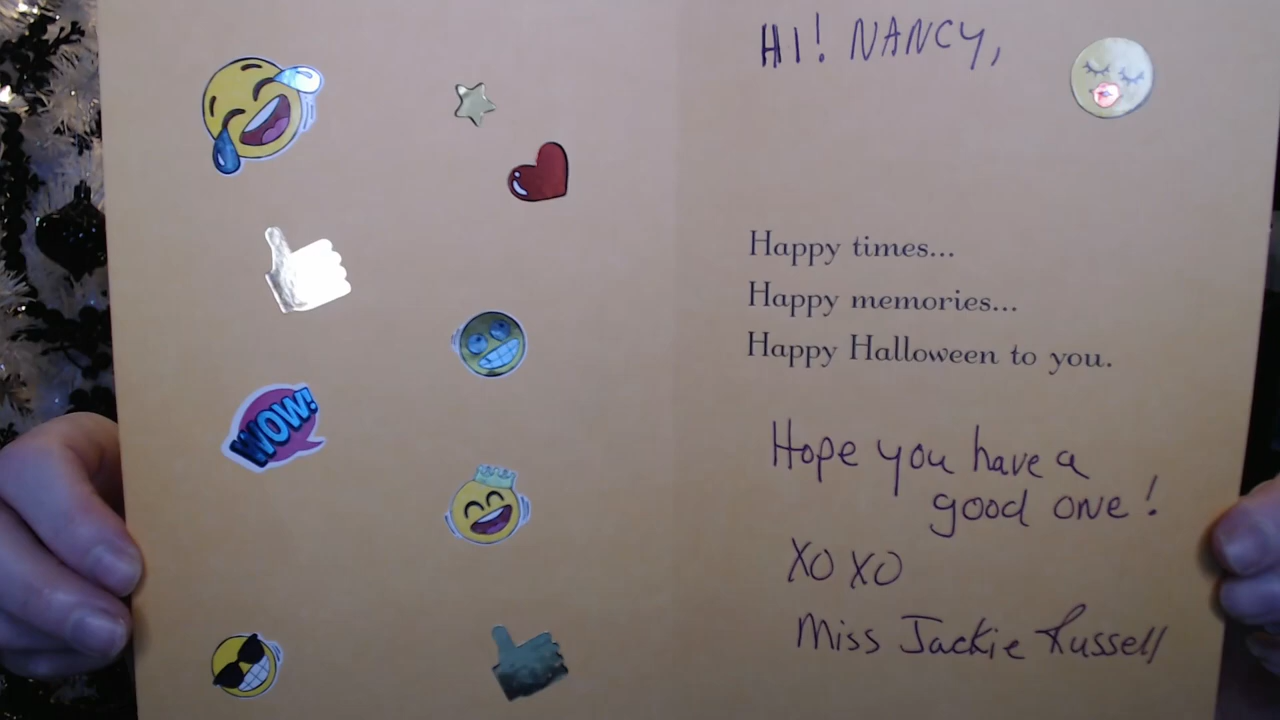 WOW!
HI! NANCY,
Happy times...
Happy memories...
Happy Halloween to you.
Hope you have a
good one!
XO XO
Miss Jackie Russell